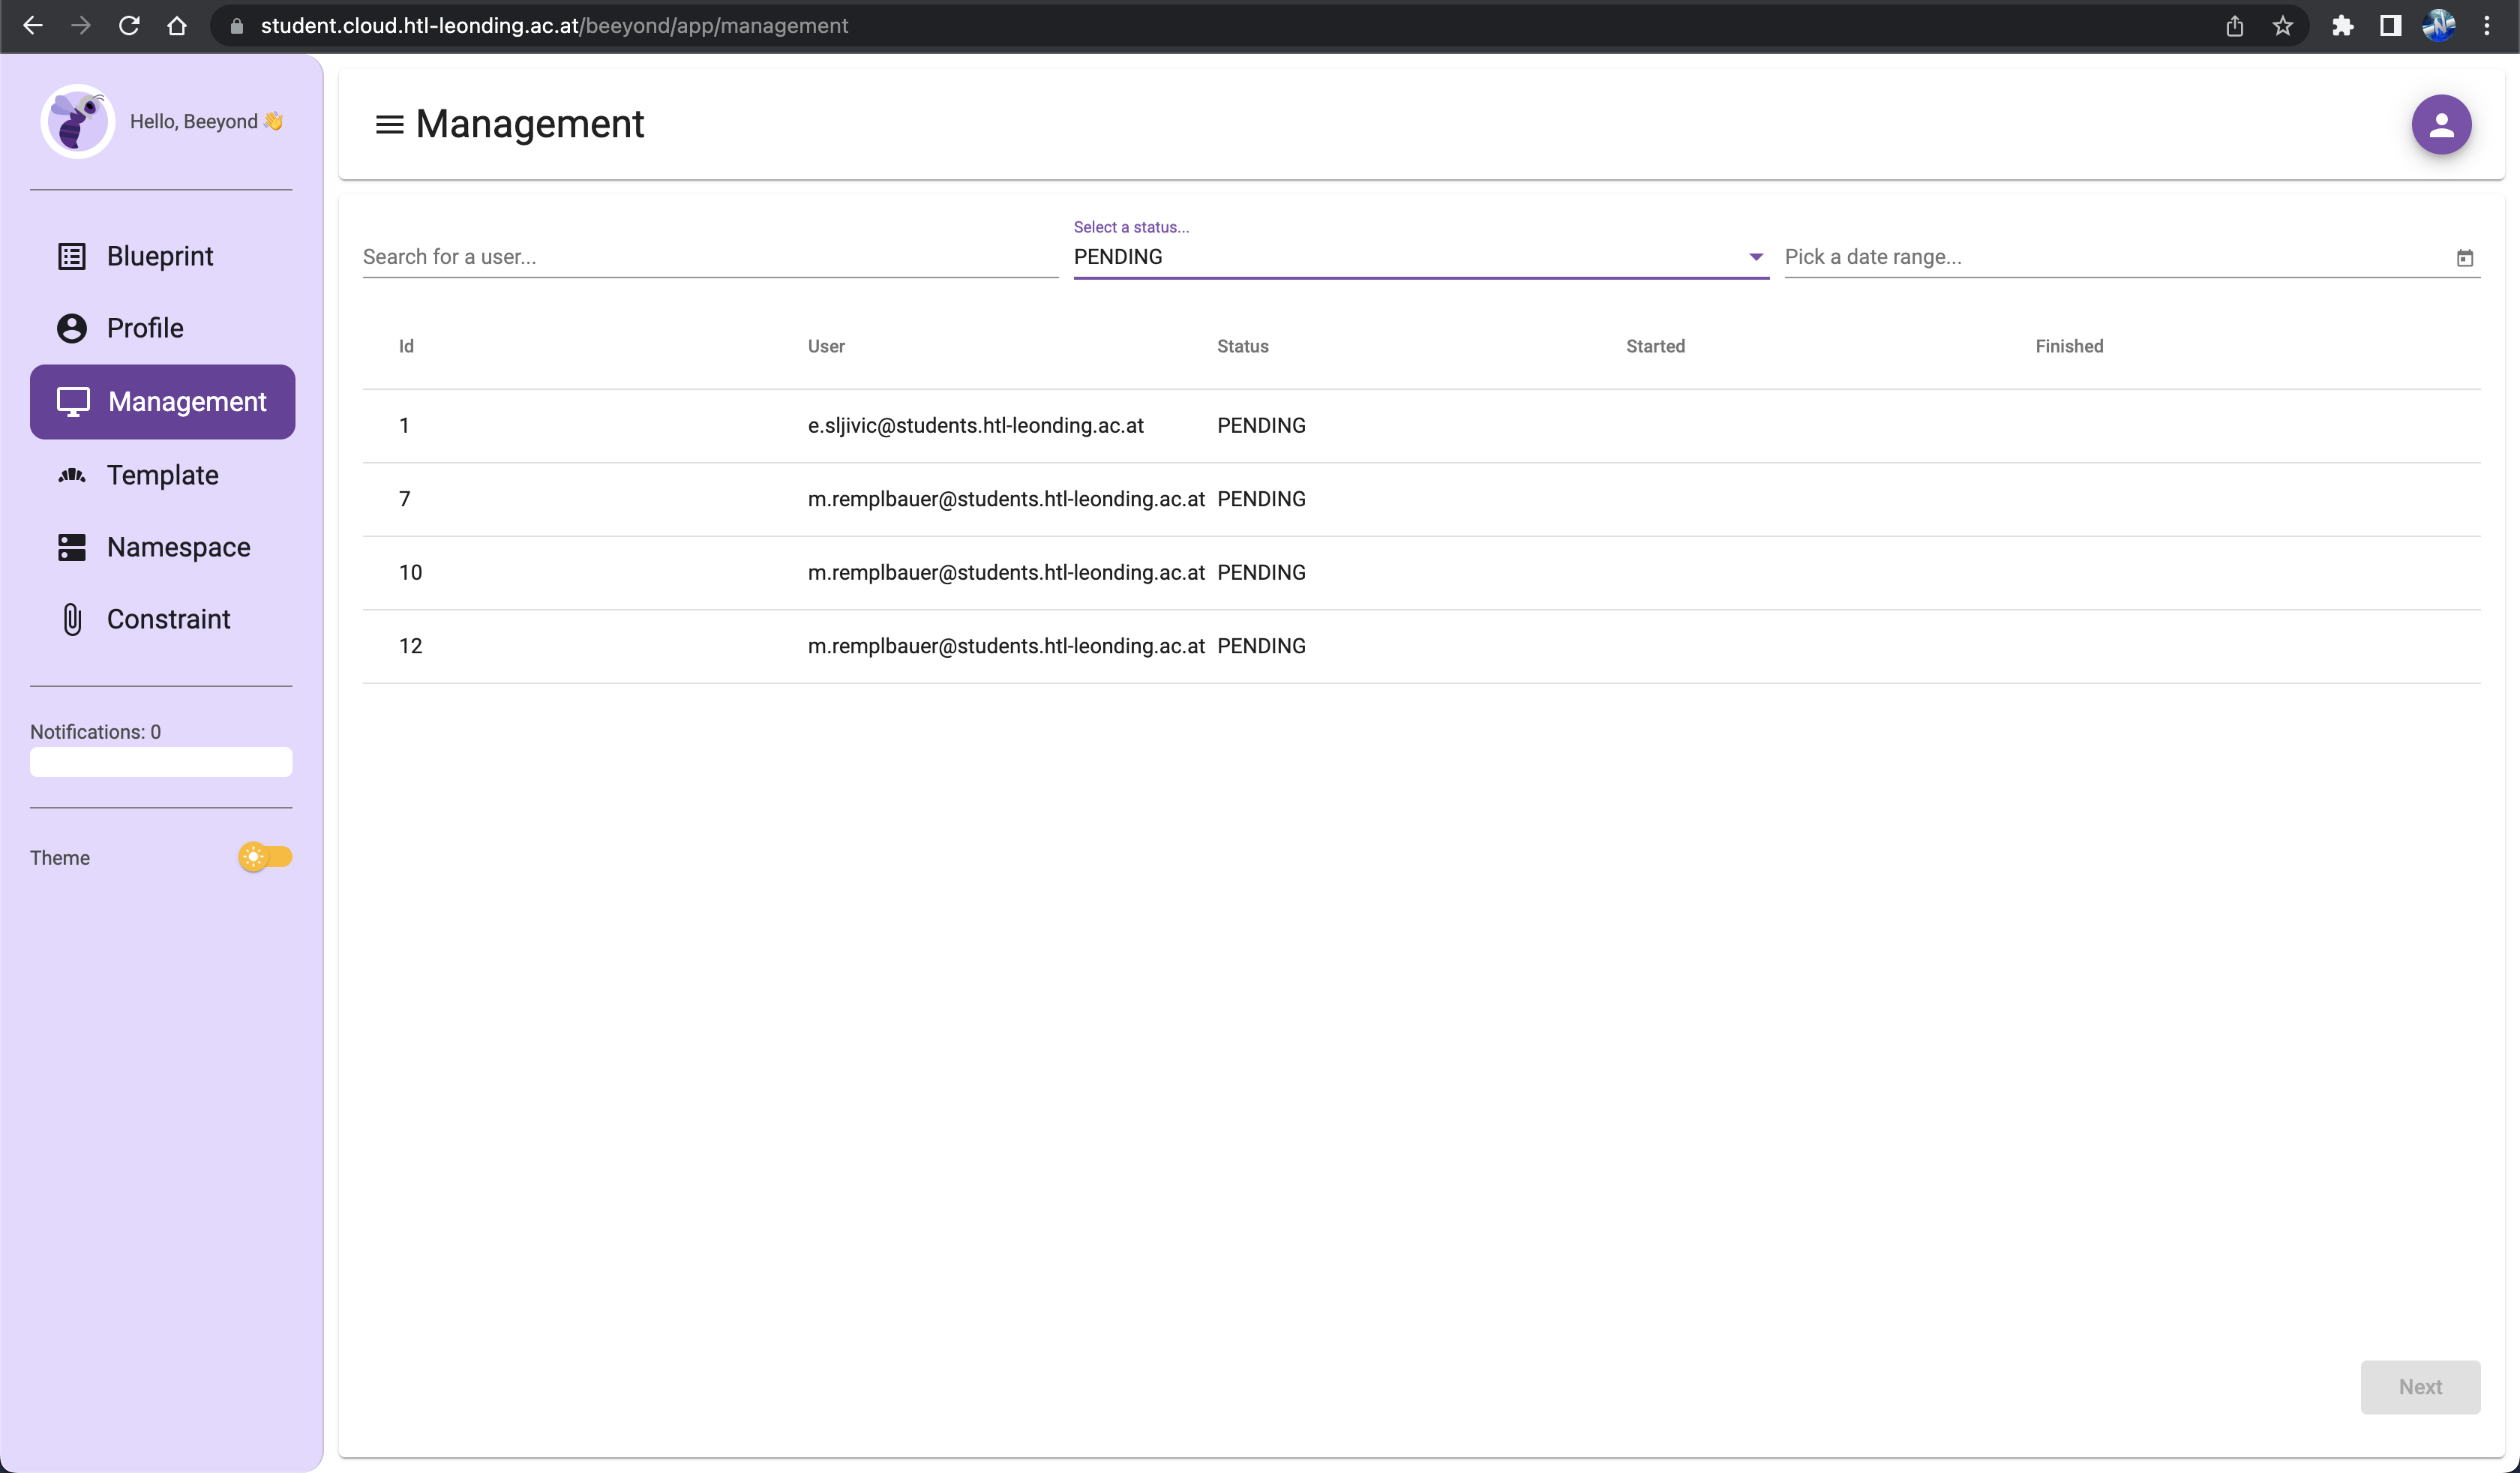 student.cloud.htl-leonding.ac.at/beeyond/app/management
Hello, Beeyond 👋
Blueprint
Profile
Management
Template
Namespace
Constraint
Notifications: 0
Theme
Management
Select a status...
Search for a user... PENDING Pick a date range...
Id User Status Started Finished
1 e.sljivic@students.htl-leonding.ac.at PENDING
7 m.remplbauer@students.htl-leonding.ac.at PENDING
10 m.remplbauer@students.htl-leonding.ac.at PENDING
12 m.remplbauer@students.htl-leonding.ac.at PENDING
Next